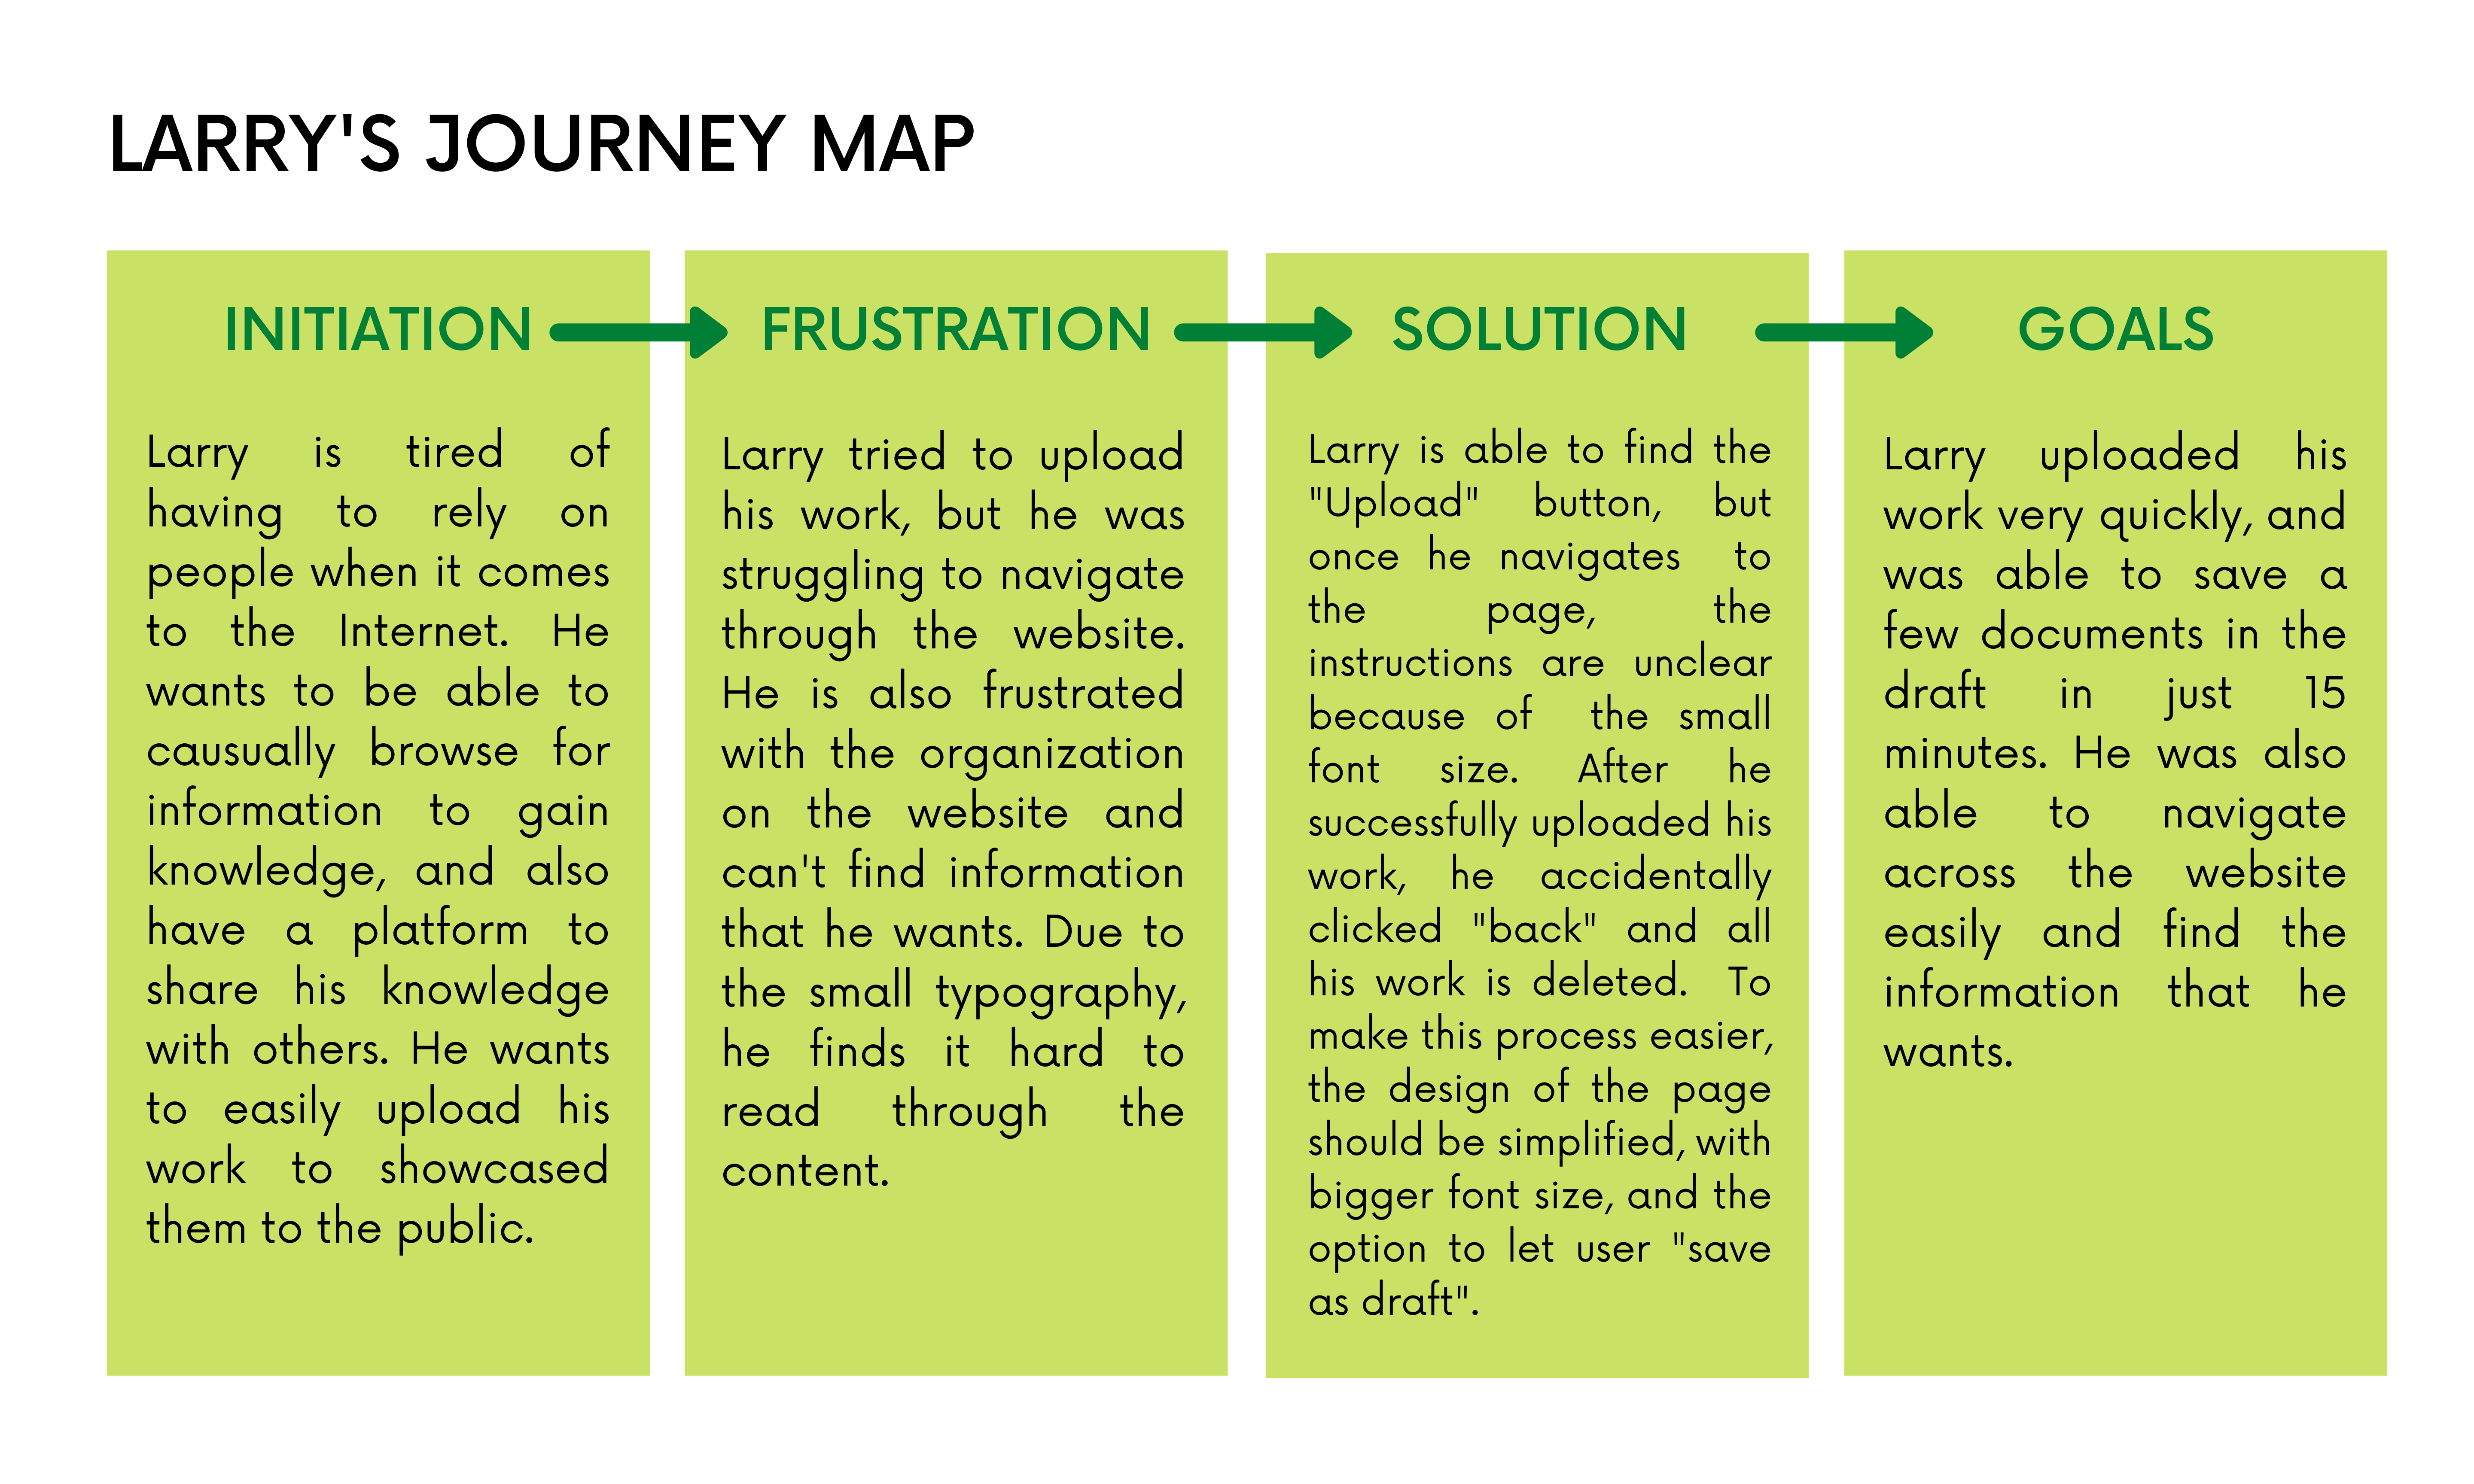 LARRY'S JOURNEY MAP
INITIATION
Larry is tired of
having to rely on
people when it comes
to the Internet. He
wants to be able to
causually browse for
information to gain
knowledge, and also
have a platform to
share his knowledge
with others. He wants
to easily upload his
work to showcased
them to the public.
FRUSTRATION
Larry tried to upload
his work, but he was
struggling to navigate
through the website.
He is also frustrated
with the organization
on the website and
can't find information
that he wants. Due to
the small typography,
he finds it hard to
read through the
content.
SOLUTION
Larry is able to find the
"Upload" button, but
once he navigates to
the page, the
instructions are unclear
because of the small
font size. After he
successfully uploaded his
work, he accidentally
clicked "back" and all
his work is deleted. To
make this process easier,
the design of the page
should be simplified, with
bigger font size, and the
option to let user "save
as draft".
GOALS
Larry uploaded his
work very quickly, and
was able to save a
few documents in the
draft in just 15
minutes. He was also
able to navigate
across the website
easily and find the
information that he
wants.